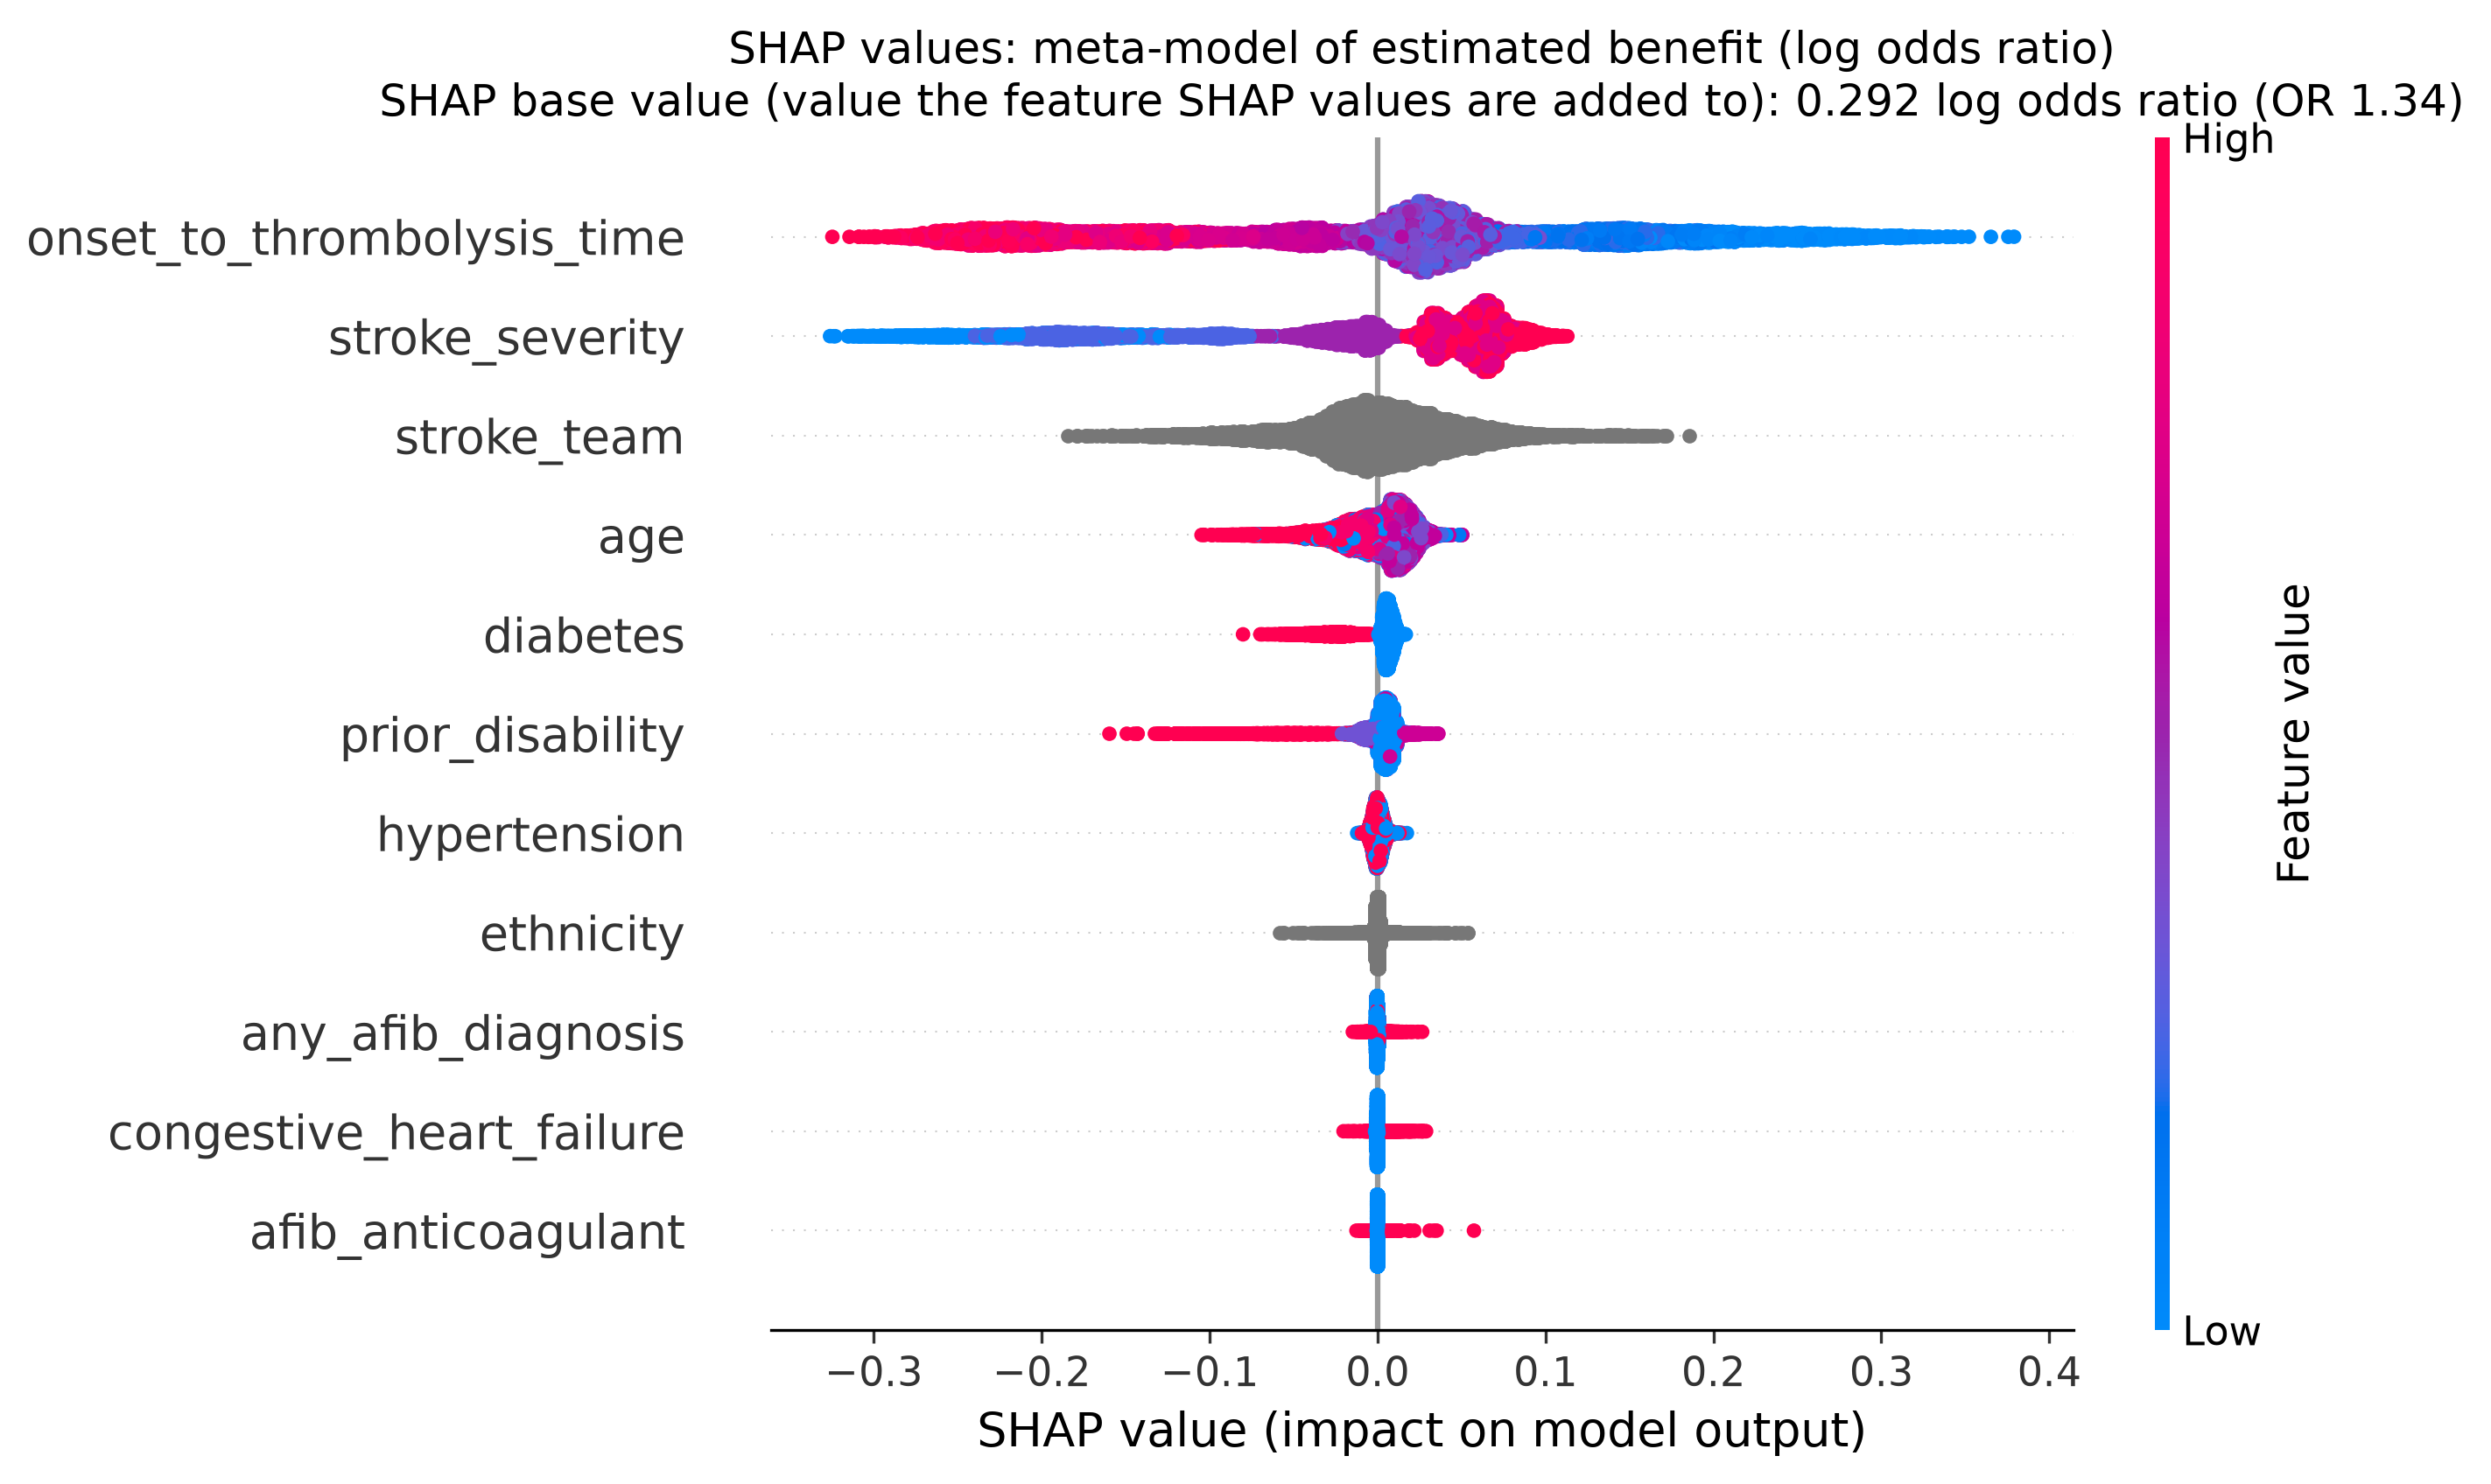 SHAP values: meta-model of estimated benefit (log odds ratio)
SHAP base value (value the feature SHAP values are added to): 0.292 log odds ratio (OR 1.34)
High
onset_to_thrombolysis_time
stroke_severity
stroke_team
age
diabetes
prior_disability
hypertension
ethnicity
any_afib_diagnosis
congestive_heart_failure
afib_anticoagulant
Feature value
Low
−0.3 −0.2 −0.1 0.0 0.1 0.2 0.3 0.4
SHAP value (impact on model output)